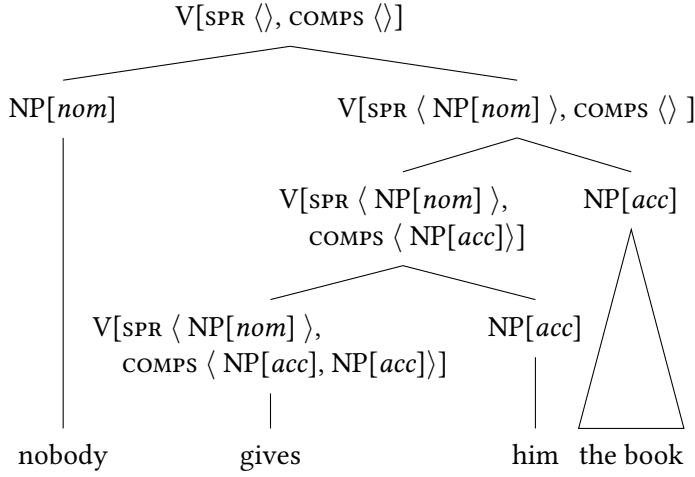 V[SPR ⟨⟩, COMPS ⟨⟩]
NP[nom] V[SPR ⟨ NP[nom] ⟩, COMPS ⟨⟩ ]
V[SPR ⟨ NP[nom] ⟩, NP[acc]
COMPS ⟨ NP[acc]⟩]
V[SPR ⟨ NP[nom] ⟩, NP[acc]
COMPS ⟨ NP[acc], NP[acc]⟩]
nobody gives him the book